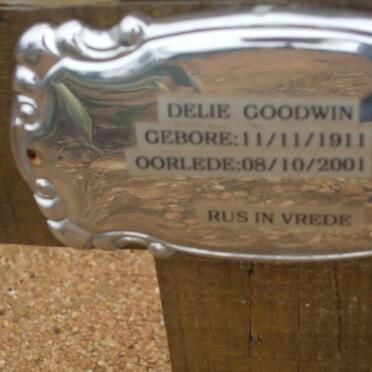 DELIE GOODWIN
GEBORE:11/11/1911
OORLEDE:08/10/2001
RUS IN VREDE